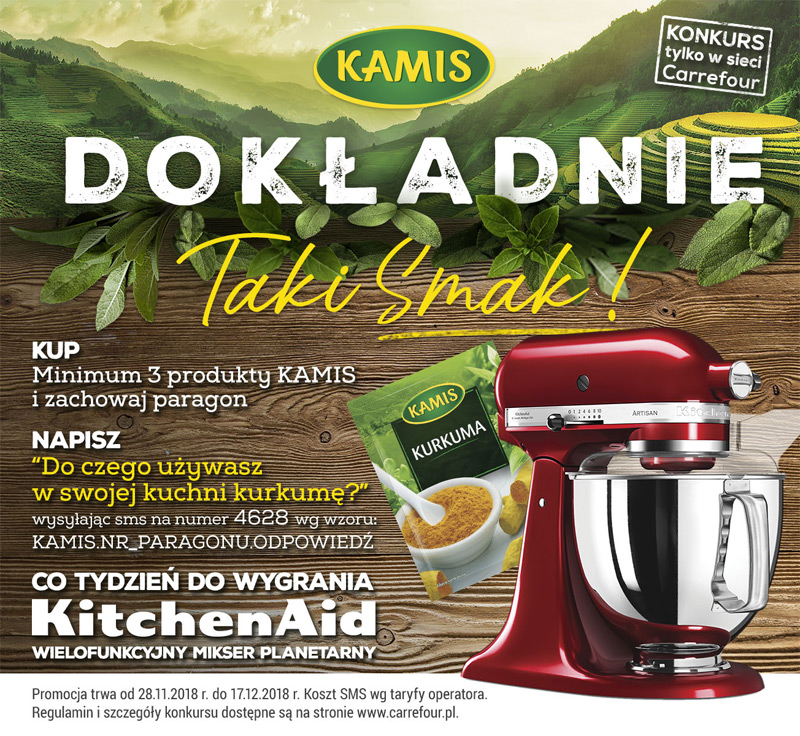 KAMIS
KONKURS
tylko w sieci
Carrefour
DOKŁADNIE
Taki Smak!
KUP
Minimum 3 produkty KAMIS
i zachowaj paragon
NAPISZ
"Do czego używasz
w swojej kuchni kurkumę?"
wysyłając sms na numer 4628 wg wzoru:
KAMIS.NR_PARAGONU.ODPOWIEDŹ
KAMIS
KURKUMA
ARTISAN
KitchenAid
CO TYDZIEŃ DO WYGRANIA
KitchenAid
WIELOFUNKCYJNY MIKSER PLANETARNY
Promocja trwa od 28.11.2018 r. do 17.12.2018 r. Koszt SMS wg taryfy operatora.
Regulamin i szczegóły konkursu dostępne są na stronie www.carrefour.pl.